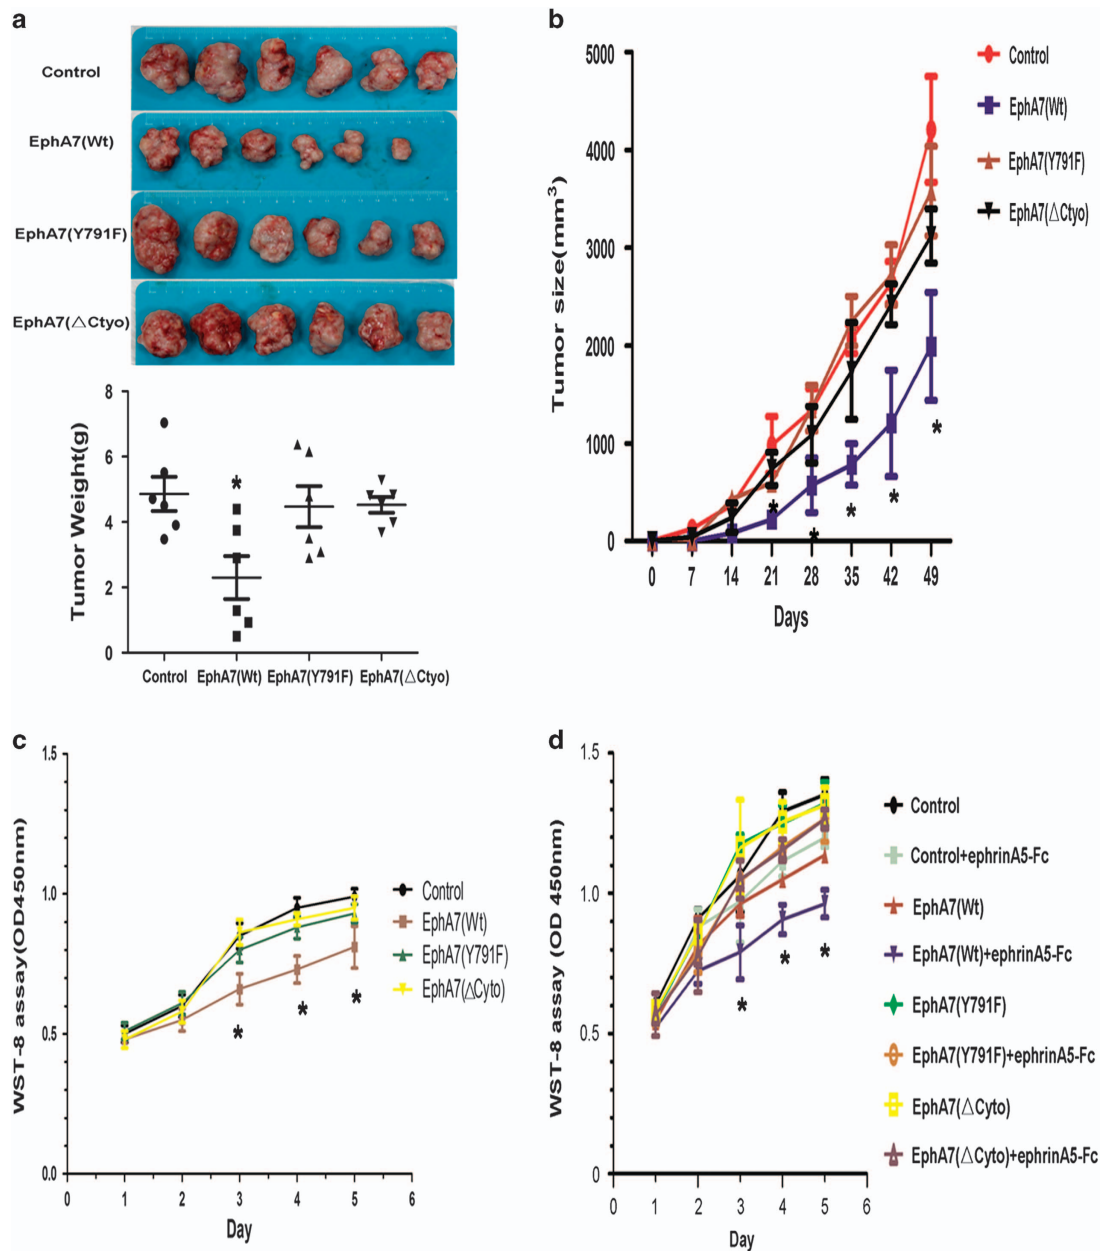 a
Control
EphA7(Wt)
EphA7(Y791F)
EphA7(△Ctyo)
Tumor Weight(g)
8
6
4
2
0
*
Control EphA7(Wt) EphA7(Y791F) EphA7(△Ctyo)
b
Tumor size(mm³)
5000
4000
3000
2000
1000
0
0 7 14 21 28 35 42 49
Days
* * * * *
Control
EphA7(Wt)
EphA7(Y791F)
EphA7(△Ctyo)
c
WST-8 assay(OD450nm)
1.5
1.0
0.5
0.0
0 1 2 3 4 5 6
Day
* * *
Control
EphA7(Wt)
EphA7(Y791F)
EphA7(△Cyto)
d
WST-8 assay (OD 450nm)
1.5
1.0
0.5
0
0 1 2 3 4 5 6
Day
* * *
Control
Control+ephrinA5-Fc
EphA7(Wt)
EphA7(Wt)+ephrinA5-Fc
EphA7(Y791F)
EphA7(Y791F)+ephrinA5-Fc
EphA7(△Cyto)
EphA7(△Cyto)+ephrinA5-Fc